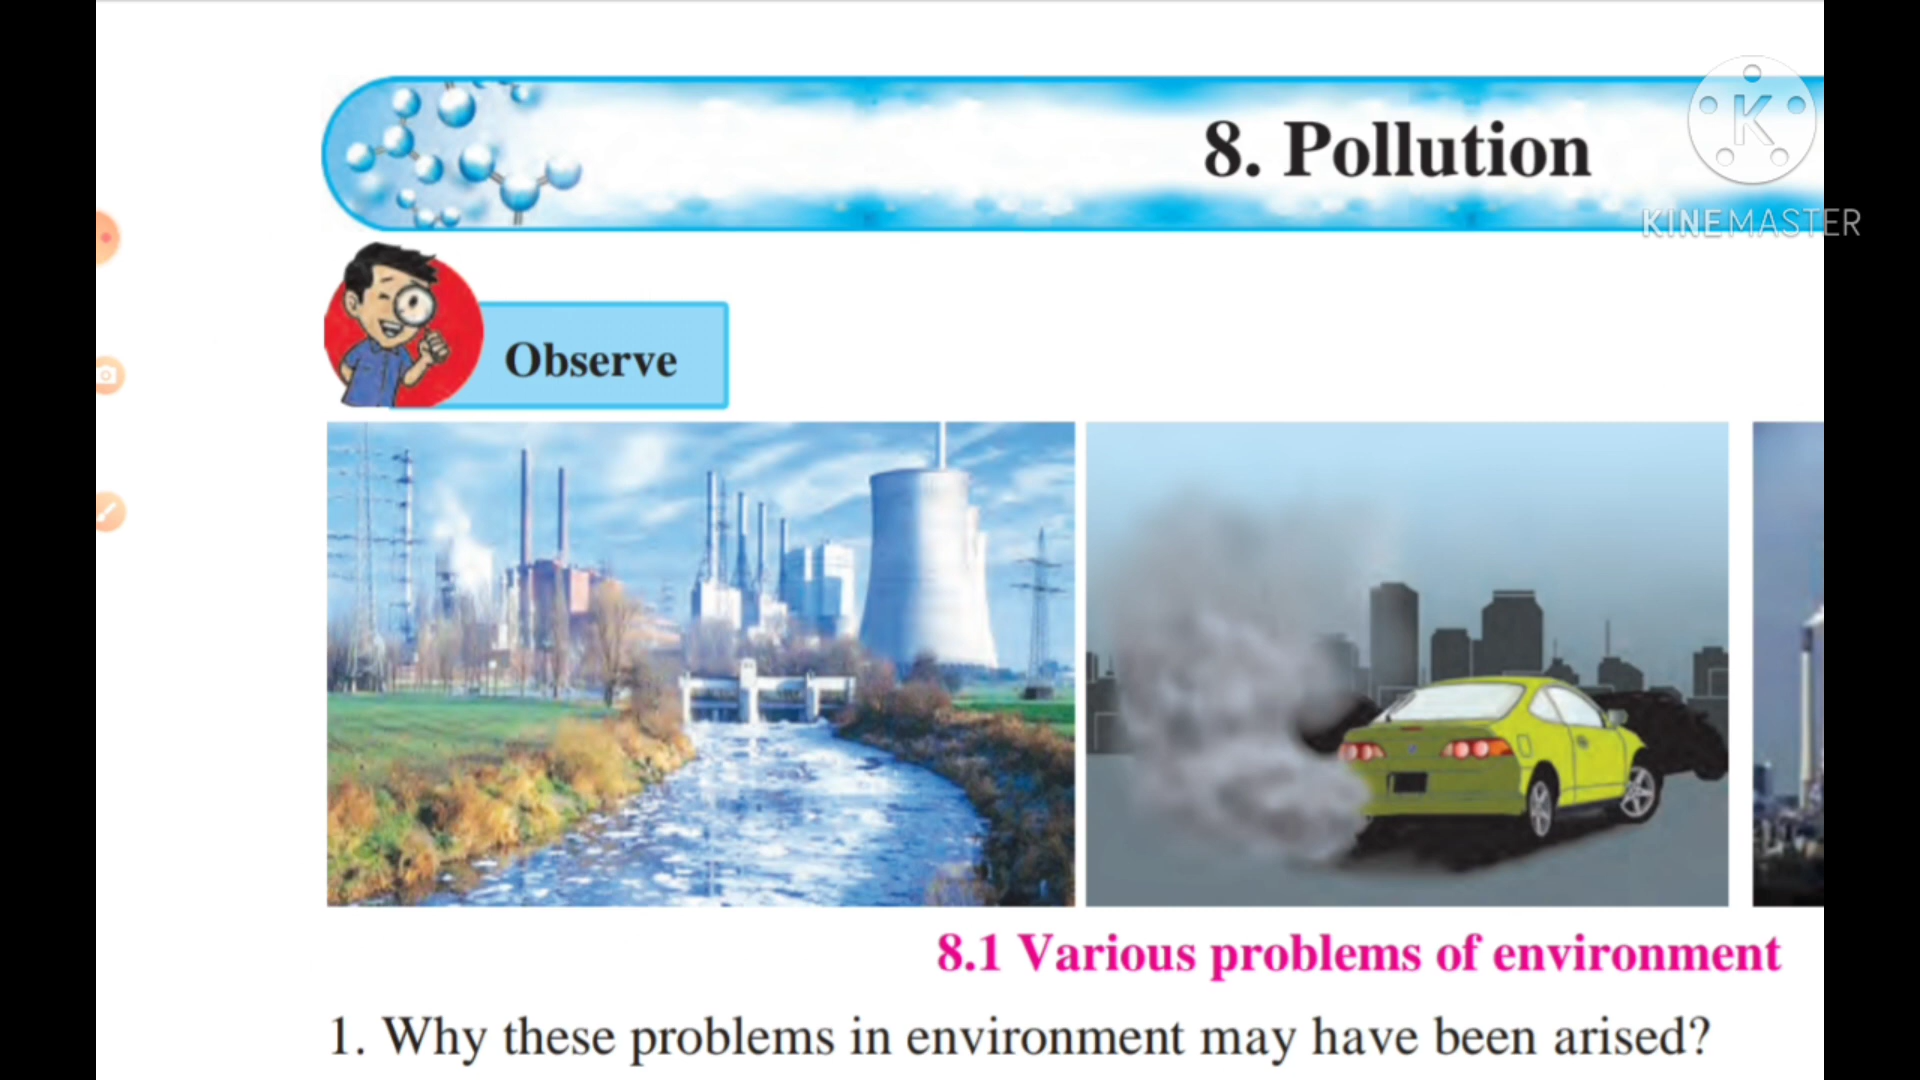 8. Pollution
K
KINEMASTER
Observe
8.1 Various problems of environment
1. Why these problems in environment may have been arised?